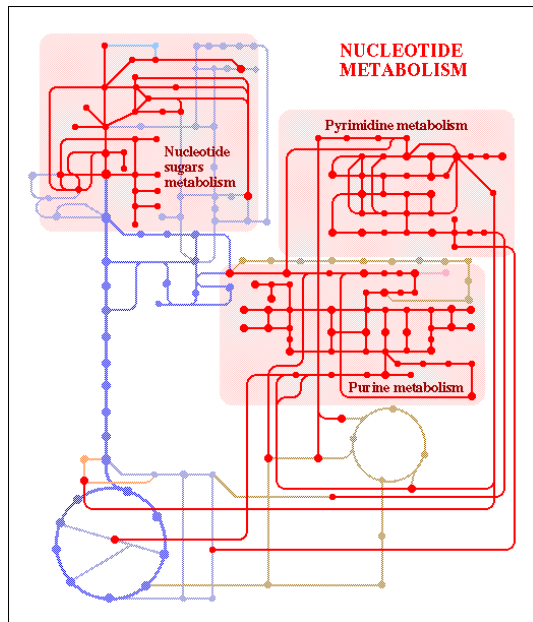 NUCLEOTIDE
METABOLISM
Pyrimidine metabolism
Nucleotide
sugars
metabolism
Purine metabolism